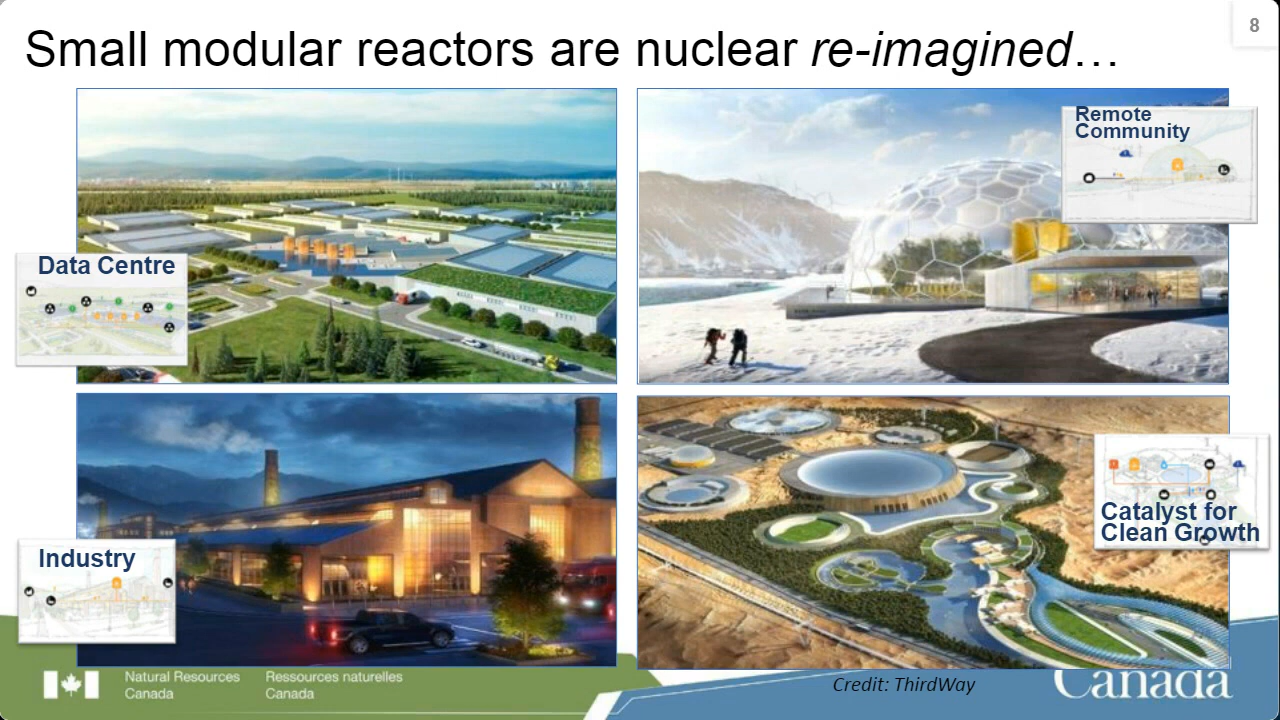 8
Small modular reactors are nuclear re-imagined…
Remote
Community
Data Centre
Industry
Catalyst for
Clean Growth
Natural Resources
Canada
Ressources naturelles
Canada
Credit: ThirdWay
Canada